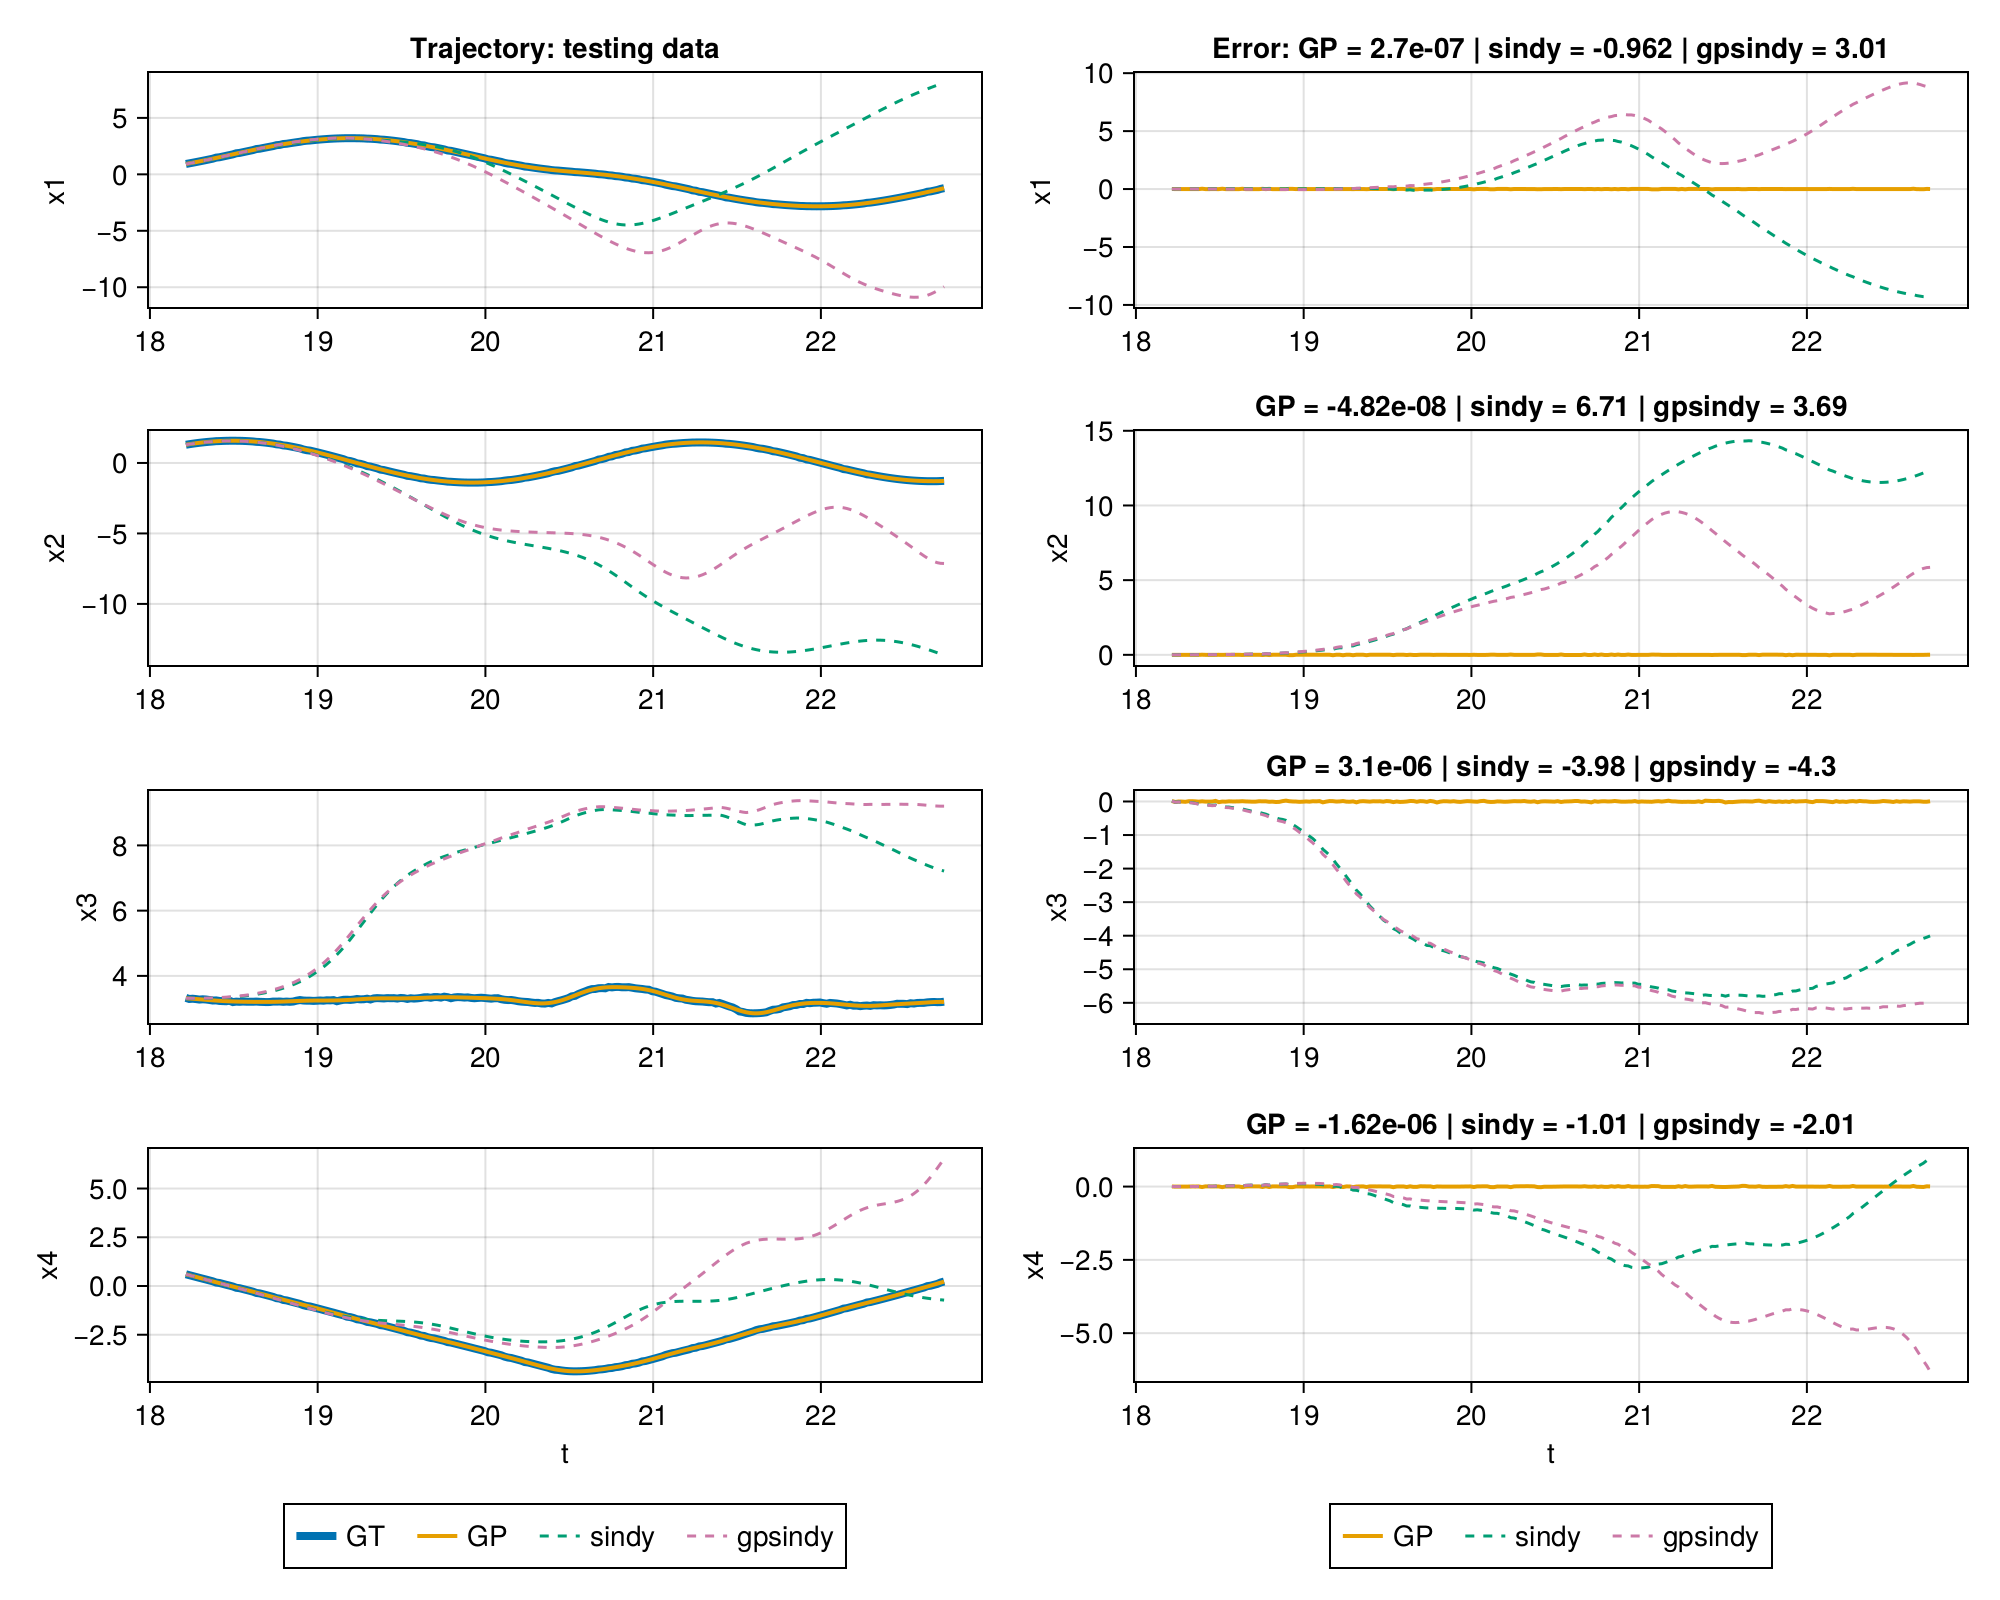 Trajectory: testing data
x1
5
0
−5
−10
18 19 20 21 22
Error: GP = 2.7e-07 | sindy = -0.962 | gpsindy = 3.01
x1
10
5
0
−5
−10
18 19 20 21 22
x2
0
−5
−10
18 19 20 21 22
GP = -4.82e-08 | sindy = 6.71 | gpsindy = 3.69
x2
15
10
5
0
18 19 20 21 22
x3
8
6
4
18 19 20 21 22
GP = 3.1e-06 | sindy = -3.98 | gpsindy = -4.3
x3
0
−1
−2
−3
−4
−5
−6
18 19 20 21 22
x4
5.0
2.5
0.0
−2.5
18 19 20 21 22
t
GP = -1.62e-06 | sindy = -1.01 | gpsindy = -2.01
x4
0.0
−2.5
−5.0
18 19 20 21 22
t
GT GP sindy gpsindy
GP sindy gpsindy